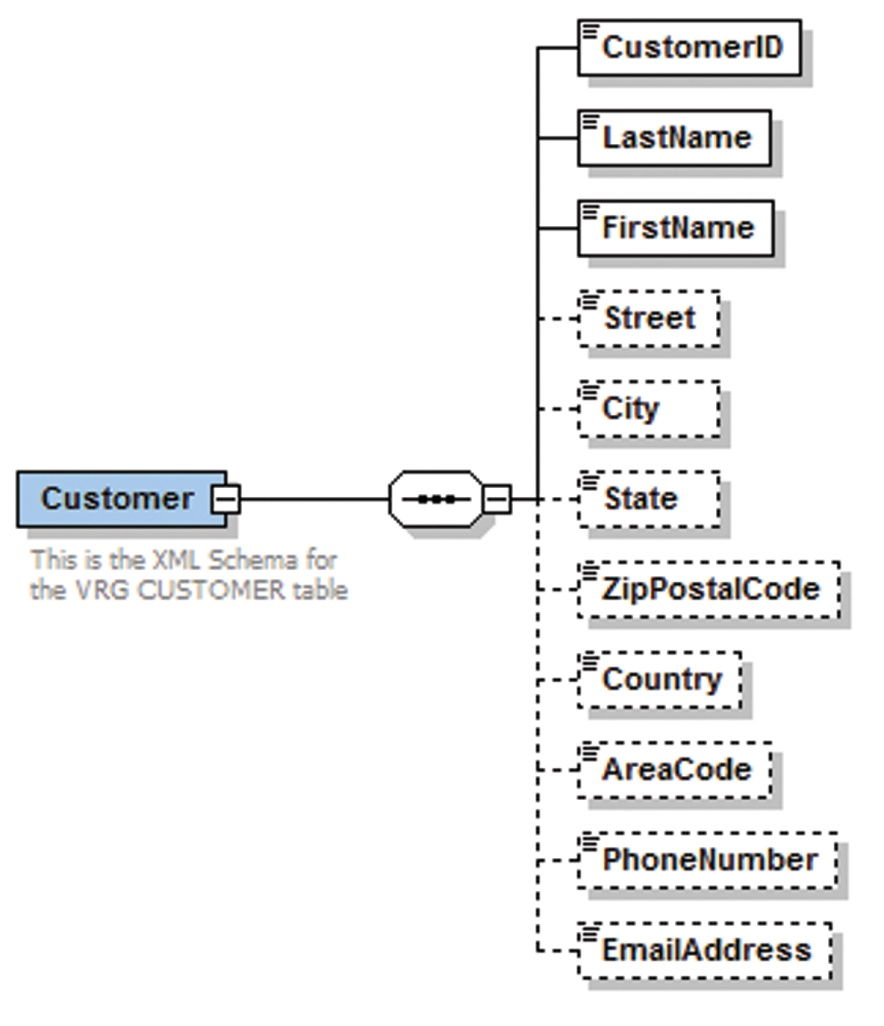 CustomerID
LastName
FirstName
Street
City
State
ZipPostalCode
Country
AreaCode
PhoneNumber
EmailAddress
Customer
This is the XML Schema for
the VRG CUSTOMER table